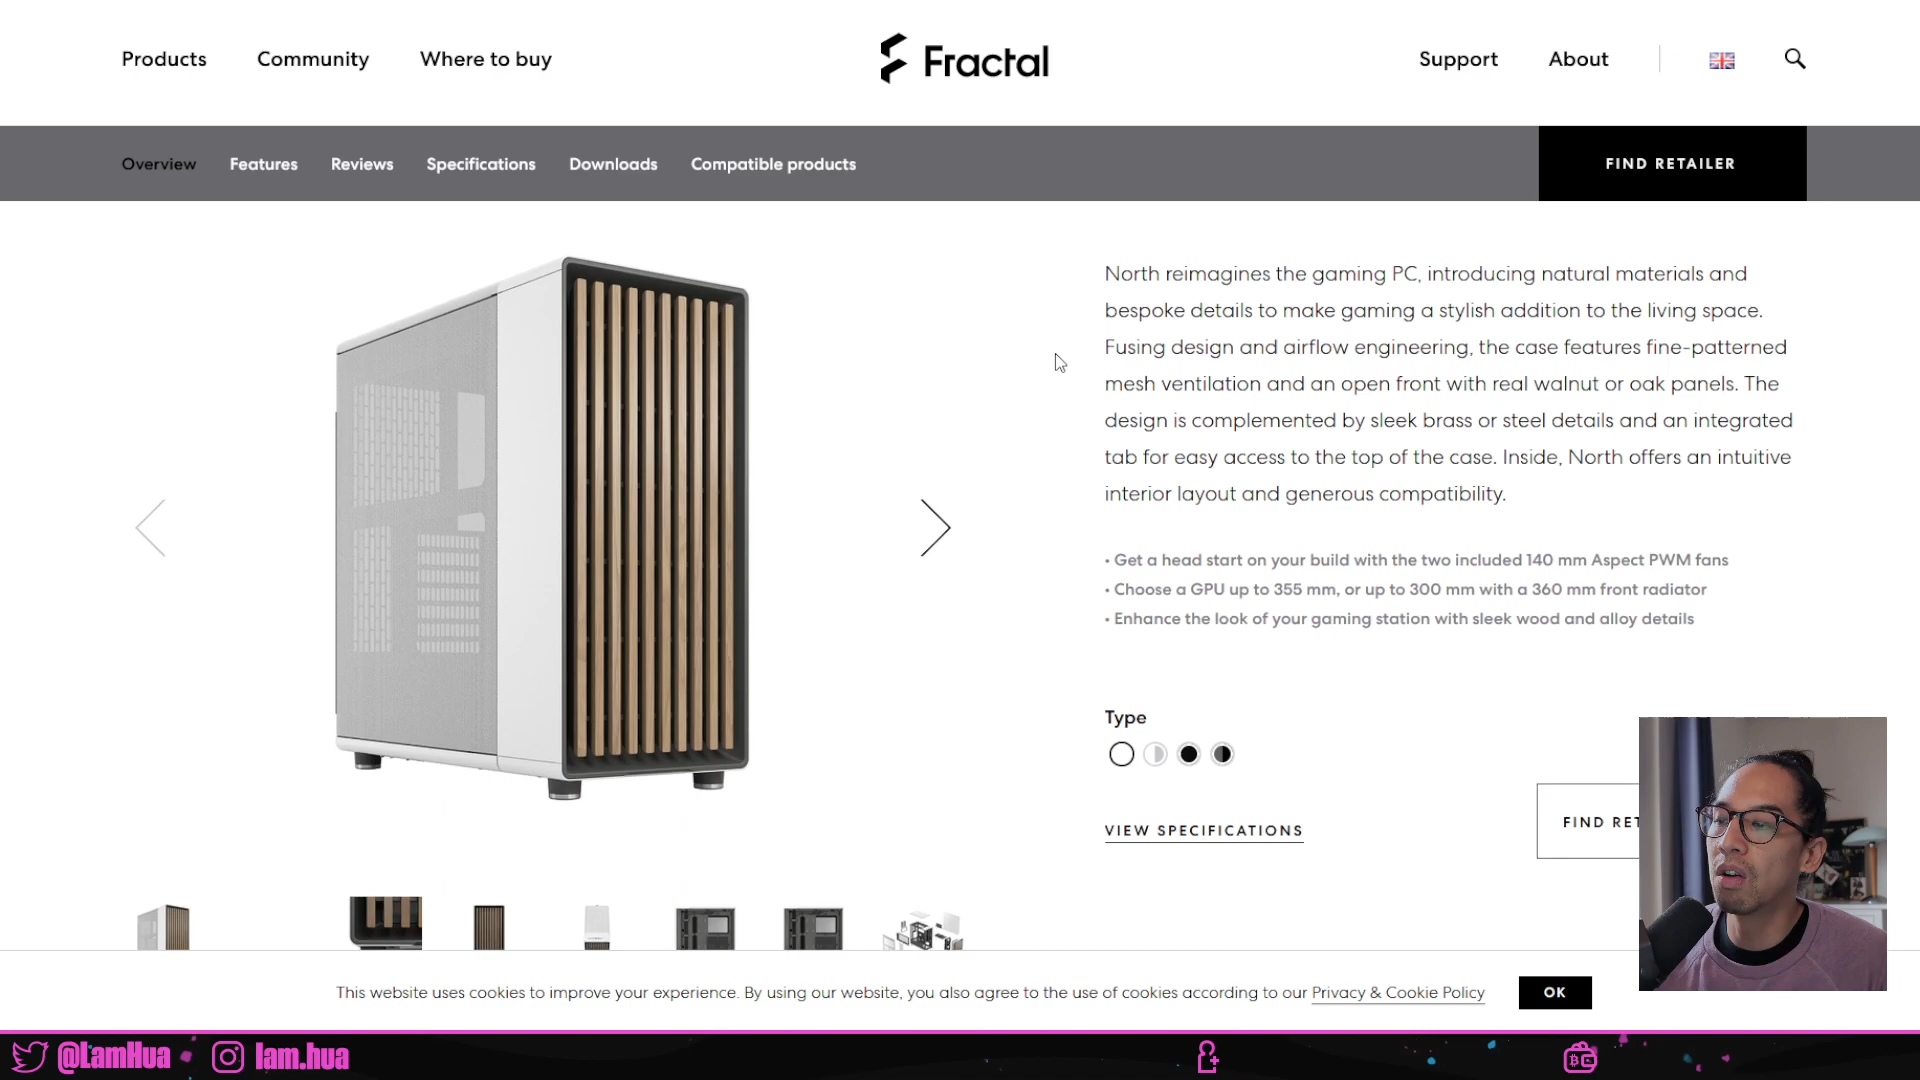 Products
Community
Where to buy
Fractal
Support
About
Overview
Features
Reviews
Specifications
Downloads
Compatible products
FIND RETAILER
North reimagines the gaming PC, introducing natural materials and
bespoke details to make gaming a stylish addition to the living space.
Fusing design and airflow engineering, the case features fine-patterned
mesh ventilation and an open front with real walnut or oak panels. The
design is complemented by sleek brass or steel details and an integrated
tab for easy access to the top of the case. Inside, North offers an intuitive
interior layout and generous compatibility.
• Get a head start on your build with the two included 140 mm Aspect PWM fans
• Choose a GPU up to 355 mm, or up to 300 mm with a 360 mm front radiator
• Enhance the look of your gaming station with sleek wood and alloy details
Type
VIEW SPECIFICATIONS
FIND RET
This website uses cookies to improve your experience. By using our website, you also agree to the use of cookies according to our Privacy & Cookie Policy
OK
@LamHua
lam.hua